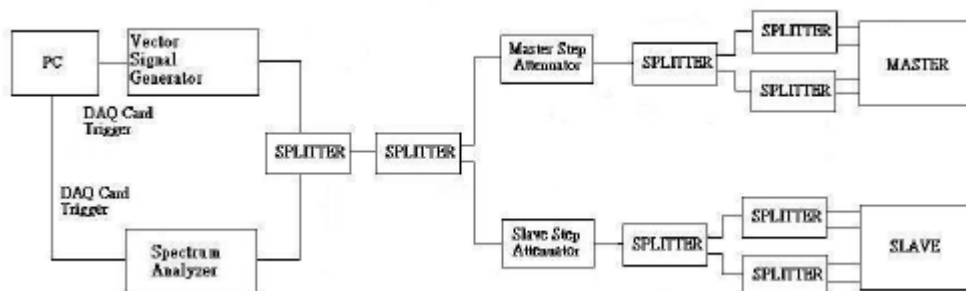 PC
Vector
Signal
Generator
DAQ Card
Trigger
DAQ Card
Trigger
Spectrum
Analyzer
SPLITTER
SPLITTER
Master Step
Attenuator
SPLITTER
SPLITTER
SPLITTER
MASTER
Slave Step
Attenuator
SPLITTER
SPLITTER
SPLITTER
SLAVE